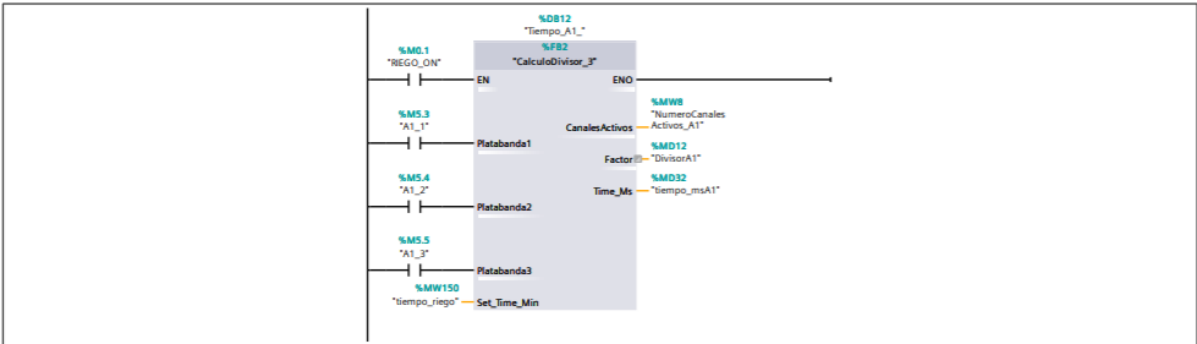 %DB12
"Tiempo_A1_"
%FB2
"CalculoDivisor_3"
%M0.1
"RIEGO_ON"
EN
ENO
%M5.3
"A1_1"
Platabanda1
CanalesActivos
%MW8
"NumeroCanales
Activos_A1"
Factor
%MD12
"DivisorA1"
%M5.4
"A1_2"
Platabanda2
Time_Ms
%MD32
"tiempo_msA1"
%M5.5
"A1_3"
Platabanda3
%MW150
"tiempo_riego"
Set_Time_Min